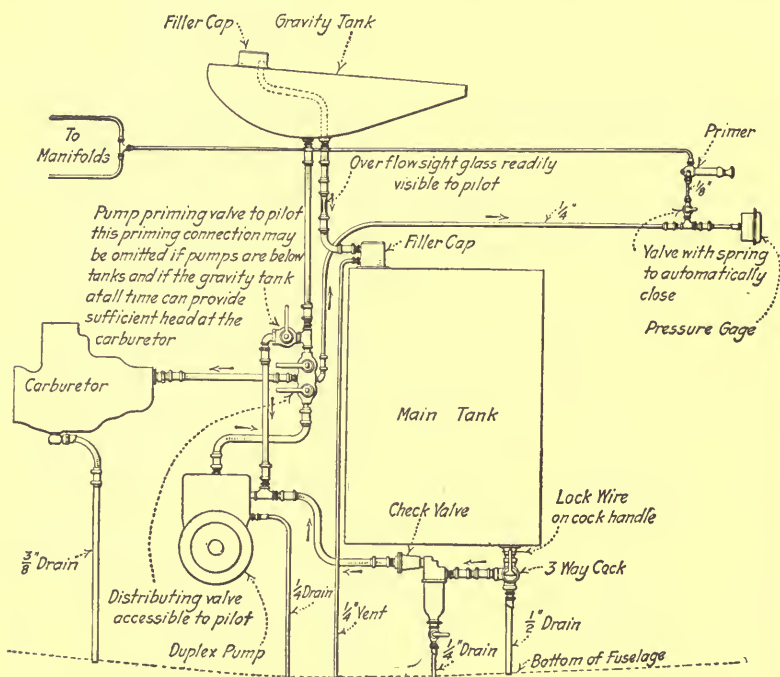 Filler Cap
Gravity Tank
To
Manifolds
Primer
Over flow sight glass readily
visible to pilot
1/8"
1/4"
Pump priming valve to pilot
this priming connection may
be omitted if pumps are below
tanks and if the gravity tank
at all time can provide
sufficient head at the
carburetor
Filler Cap
Valve with spring
to automatically
close
Pressure Gage
Carburetor
Main Tank
Check Valve
Lock Wire
on cock handle
3 Way Cock
3/8" Drain
Distributing valve
accessible to pilot
Duplex Pump
1/4 Drain
1/4" Vent
1/4" Drain
1/2" Drain
Bottom of Fuselage